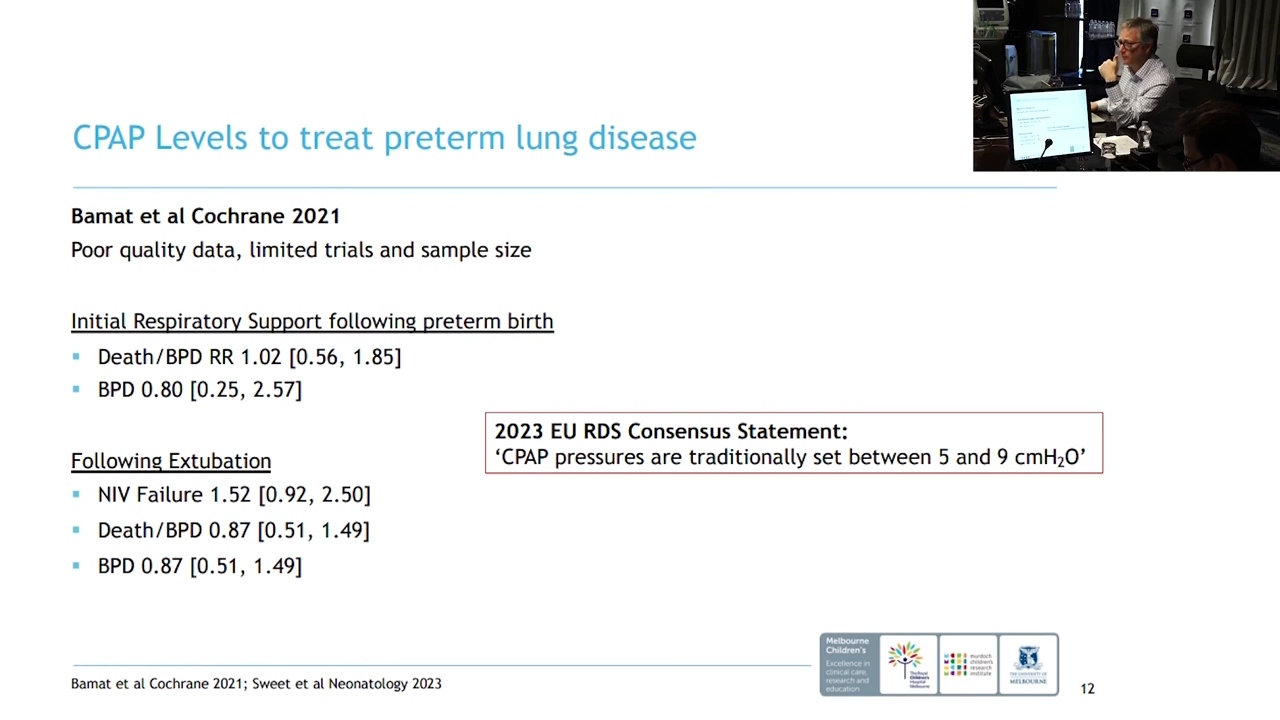 CPAP Levels to treat preterm lung disease
Bamat et al Cochrane 2021
Poor quality data, limited trials and sample size
Initial Respiratory Support following preterm birth
▪ Death/BPD RR 1.02 [0.56, 1.85]
▪ BPD 0.80 [0.25, 2.57]
2023 EU RDS Consensus Statement:
‘CPAP pressures are traditionally set between 5 and 9 cmH₂O’
Following Extubation
▪ NIV Failure 1.52 [0.92, 2.50]
▪ Death/BPD 0.87 [0.51, 1.49]
▪ BPD 0.87 [0.51, 1.49]
Melbourne
Children's
Excellence in
clinical care,
research and
education
The Royal
Children's
Hospital
Melbourne
murdoch
children's
research
institute
THE UNIVERSITY OF
MELBOURNE
Bamat et al Cochrane 2021; Sweet et al Neonatology 2023
12